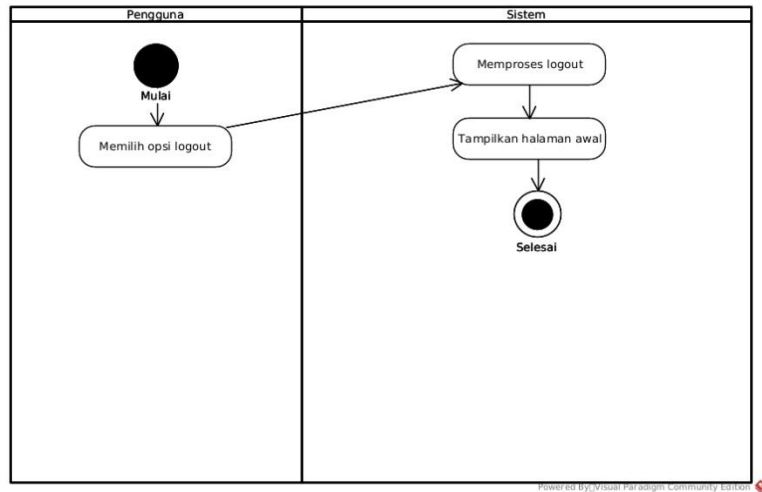 Pengguna
Sistem
Mulai
Memilih opsi logout
Memproses logout
Tampilkan halaman awal
Selesai
Powered By Visual Paradigm Community Edition